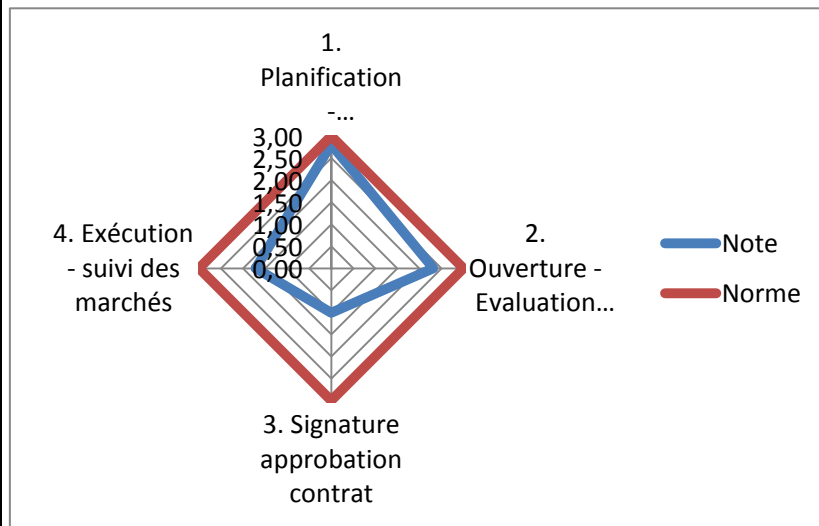 1.
Planification
-...
3,00
2,50
2,00
1,50
1,00
0,50
0,00
4. Exécution
- suivi des
marchés
2.
Ouverture -
Evaluation...
3. Signature
approbation
contrat
Note
Norme